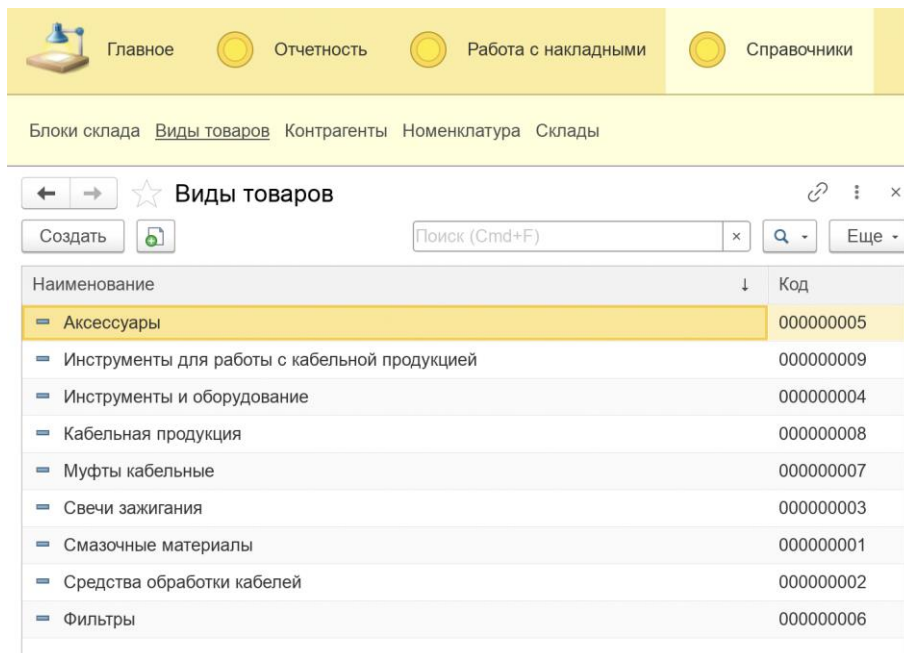 Главное Отчетность Работа с накладными Справочники
Блоки склада Виды товаров Контрагенты Номенклатура Склады
Виды товаров
Создать Поиск (Cmd+F) × Еще
Наименование ↓ Код
Аксессуары 000000005
Инструменты для работы с кабельной продукцией 000000009
Инструменты и оборудование 000000004
Кабельная продукция 000000008
Муфты кабельные 000000007
Свечи зажигания 000000003
Смазочные материалы 000000001
Средства обработки кабелей 000000002
Фильтры 000000006